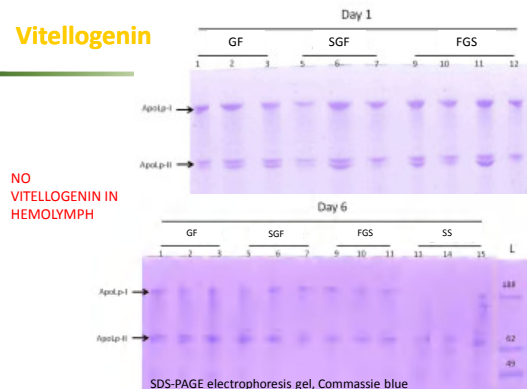 Vitellogenin
Day 1
GF SGF FGS
1 2 3 5 6 7 9 10 11 12
ApoLp-I
ApoLp-II
NO
VITELLOGENIN IN
HEMOLYMPH
Day 6
GF SGF FGS SS
1 2 3 5 6 7 9 10 11 13 14 15 L
ApoLp-I
188
ApoLp-II
62
49
SDS-PAGE electrophoresis gel, Commassie blue